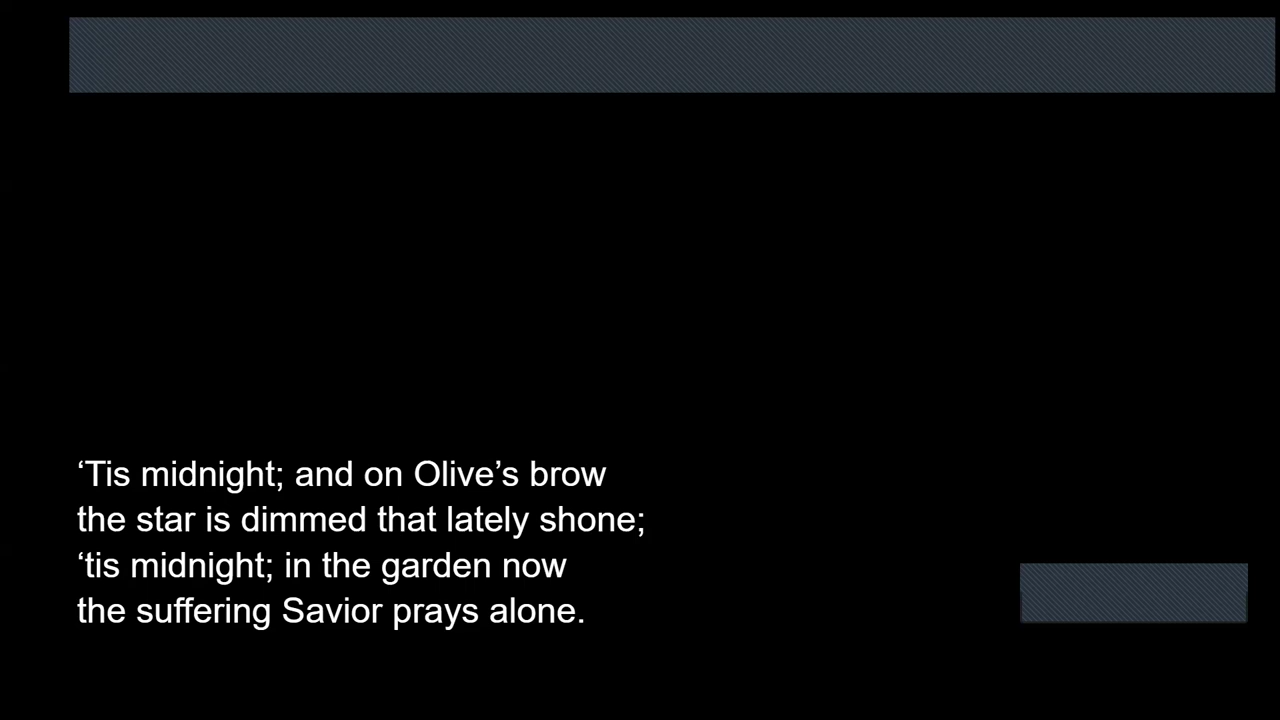 ‘Tis midnight; and on Olive’s brow
the star is dimmed that lately shone;
‘tis midnight; in the garden now
the suffering Savior prays alone.